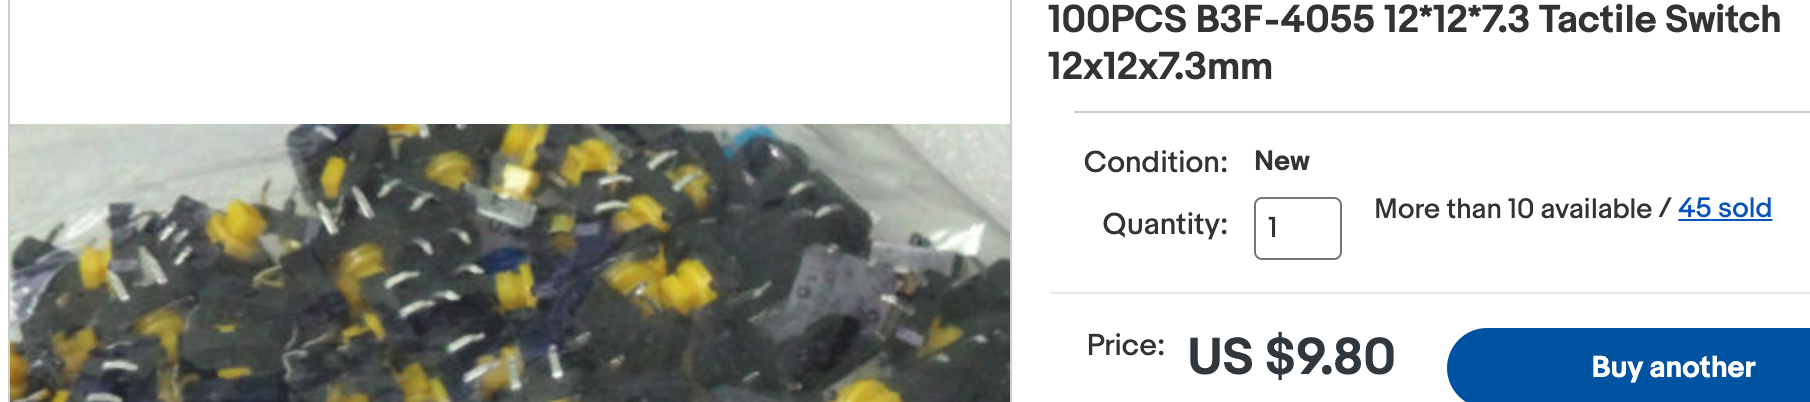 100PCS B3F-4055 12*12*7.3 Tactile Switch
12x12x7.3mm
Condition: New
Quantity: 1 More than 10 available / 45 sold
Price: US $9.80 Buy another